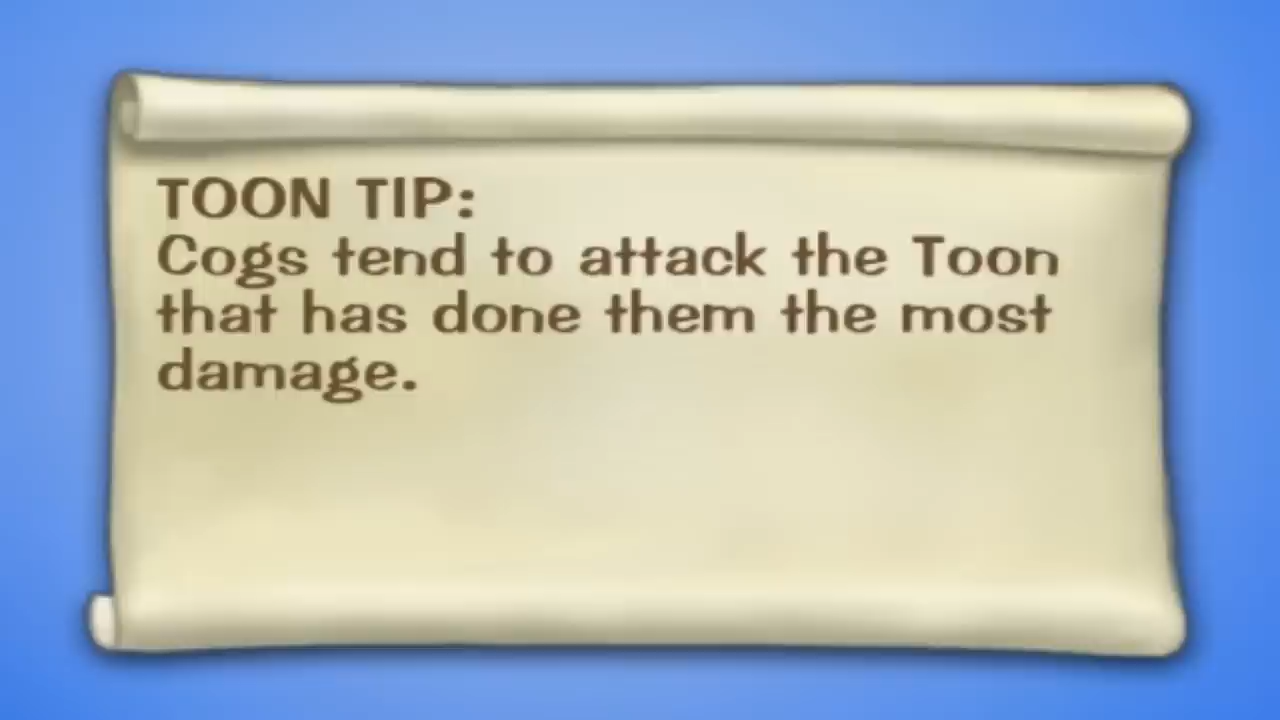 TOON TIP:
Cogs tend to attack the Toon
that has done them the most
damage.